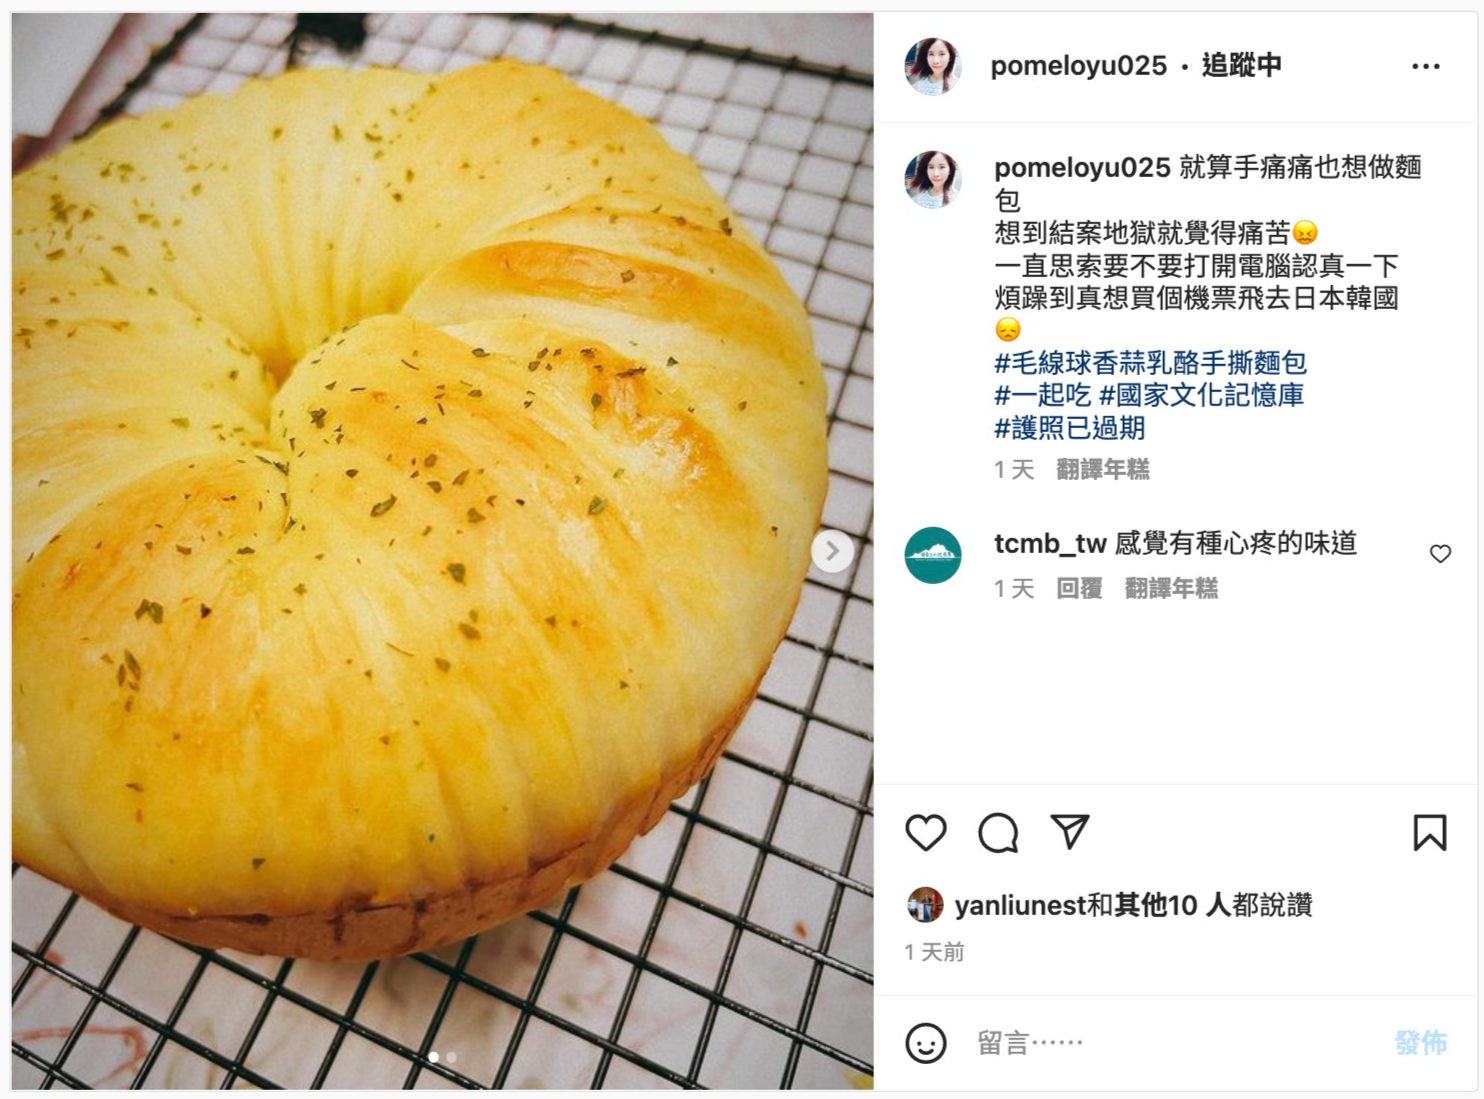 pomeloyu025 • 追蹤中
pomeloyu025 就算手痛痛也想做麵
包
想到結案地獄就覺得痛苦😖
一直思索要不要打開電腦認真一下
煩躁到真想買個機票飛去日本韓國
😞
#毛線球香蒜乳酪手撕麵包
#一起吃 #國家文化記憶庫
#護照已過期
1 天 翻譯年糕
tcmb_tw 感覺有種心疼的味道
1 天 回覆 翻譯年糕
yanliunest和其他10 人都說讚
1 天前
留言……
發佈